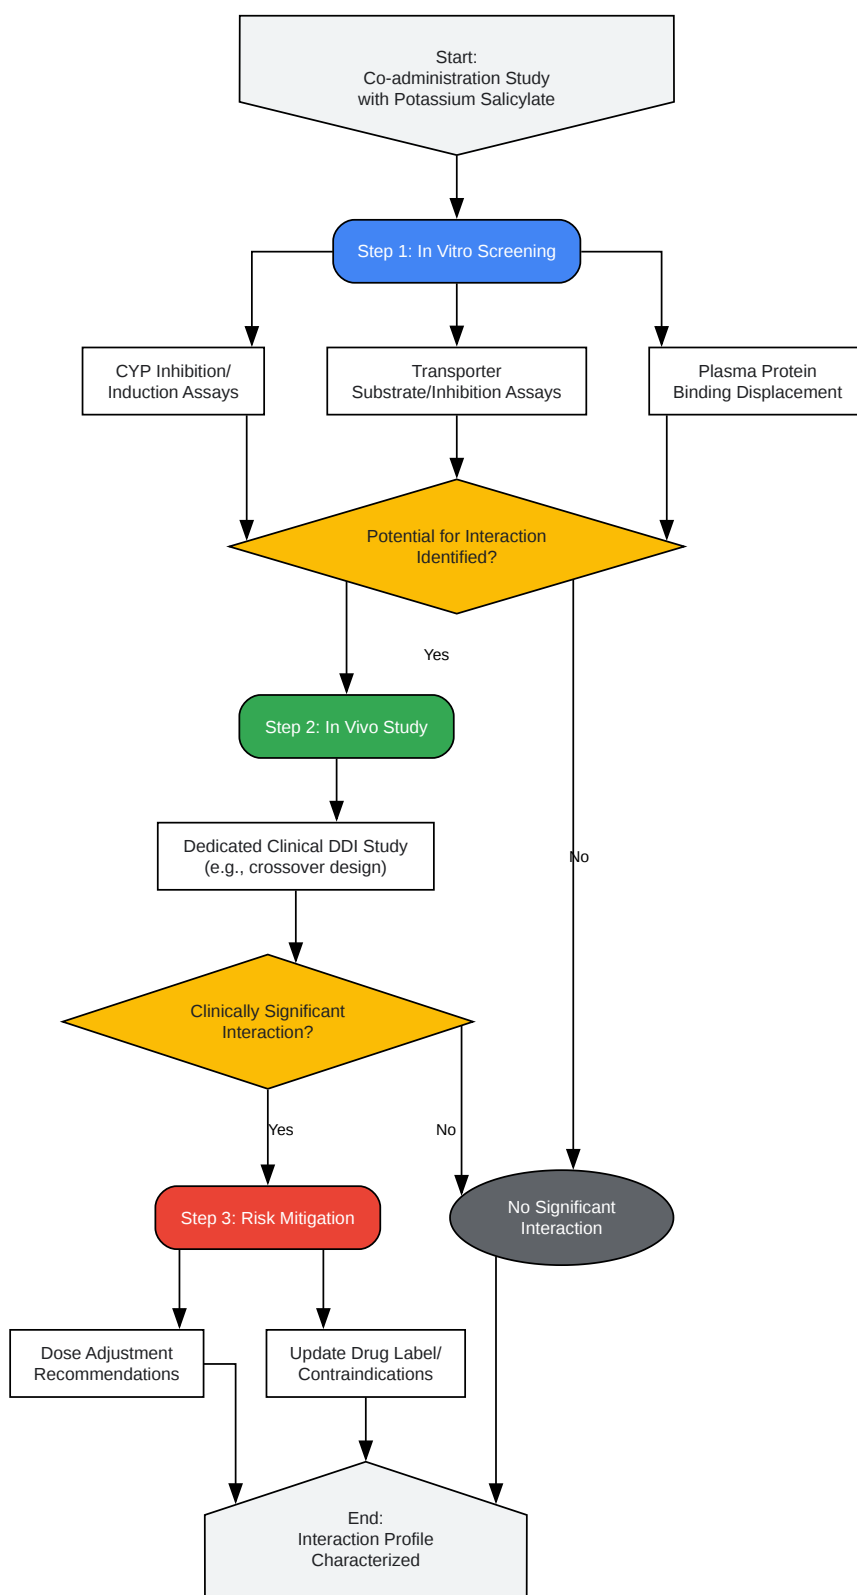 Start:
Co-administration Study
with Potassium Salicylate
Step 1: In Vitro Screening
CYP Inhibition/
Induction Assays
Transporter
Substrate/Inhibition Assays
Plasma Protein
Binding Displacement
Potential for Interaction
Identified?
Yes
Step 2: In Vivo Study
Dedicated Clinical DDI Study
(e.g., crossover design)
No
Clinically Significant
Interaction?
Yes
No
Step 3: Risk Mitigation
No Significant
Interaction
Dose Adjustment
Recommendations
Update Drug Label/
Contraindications
End:
Interaction Profile
Characterized